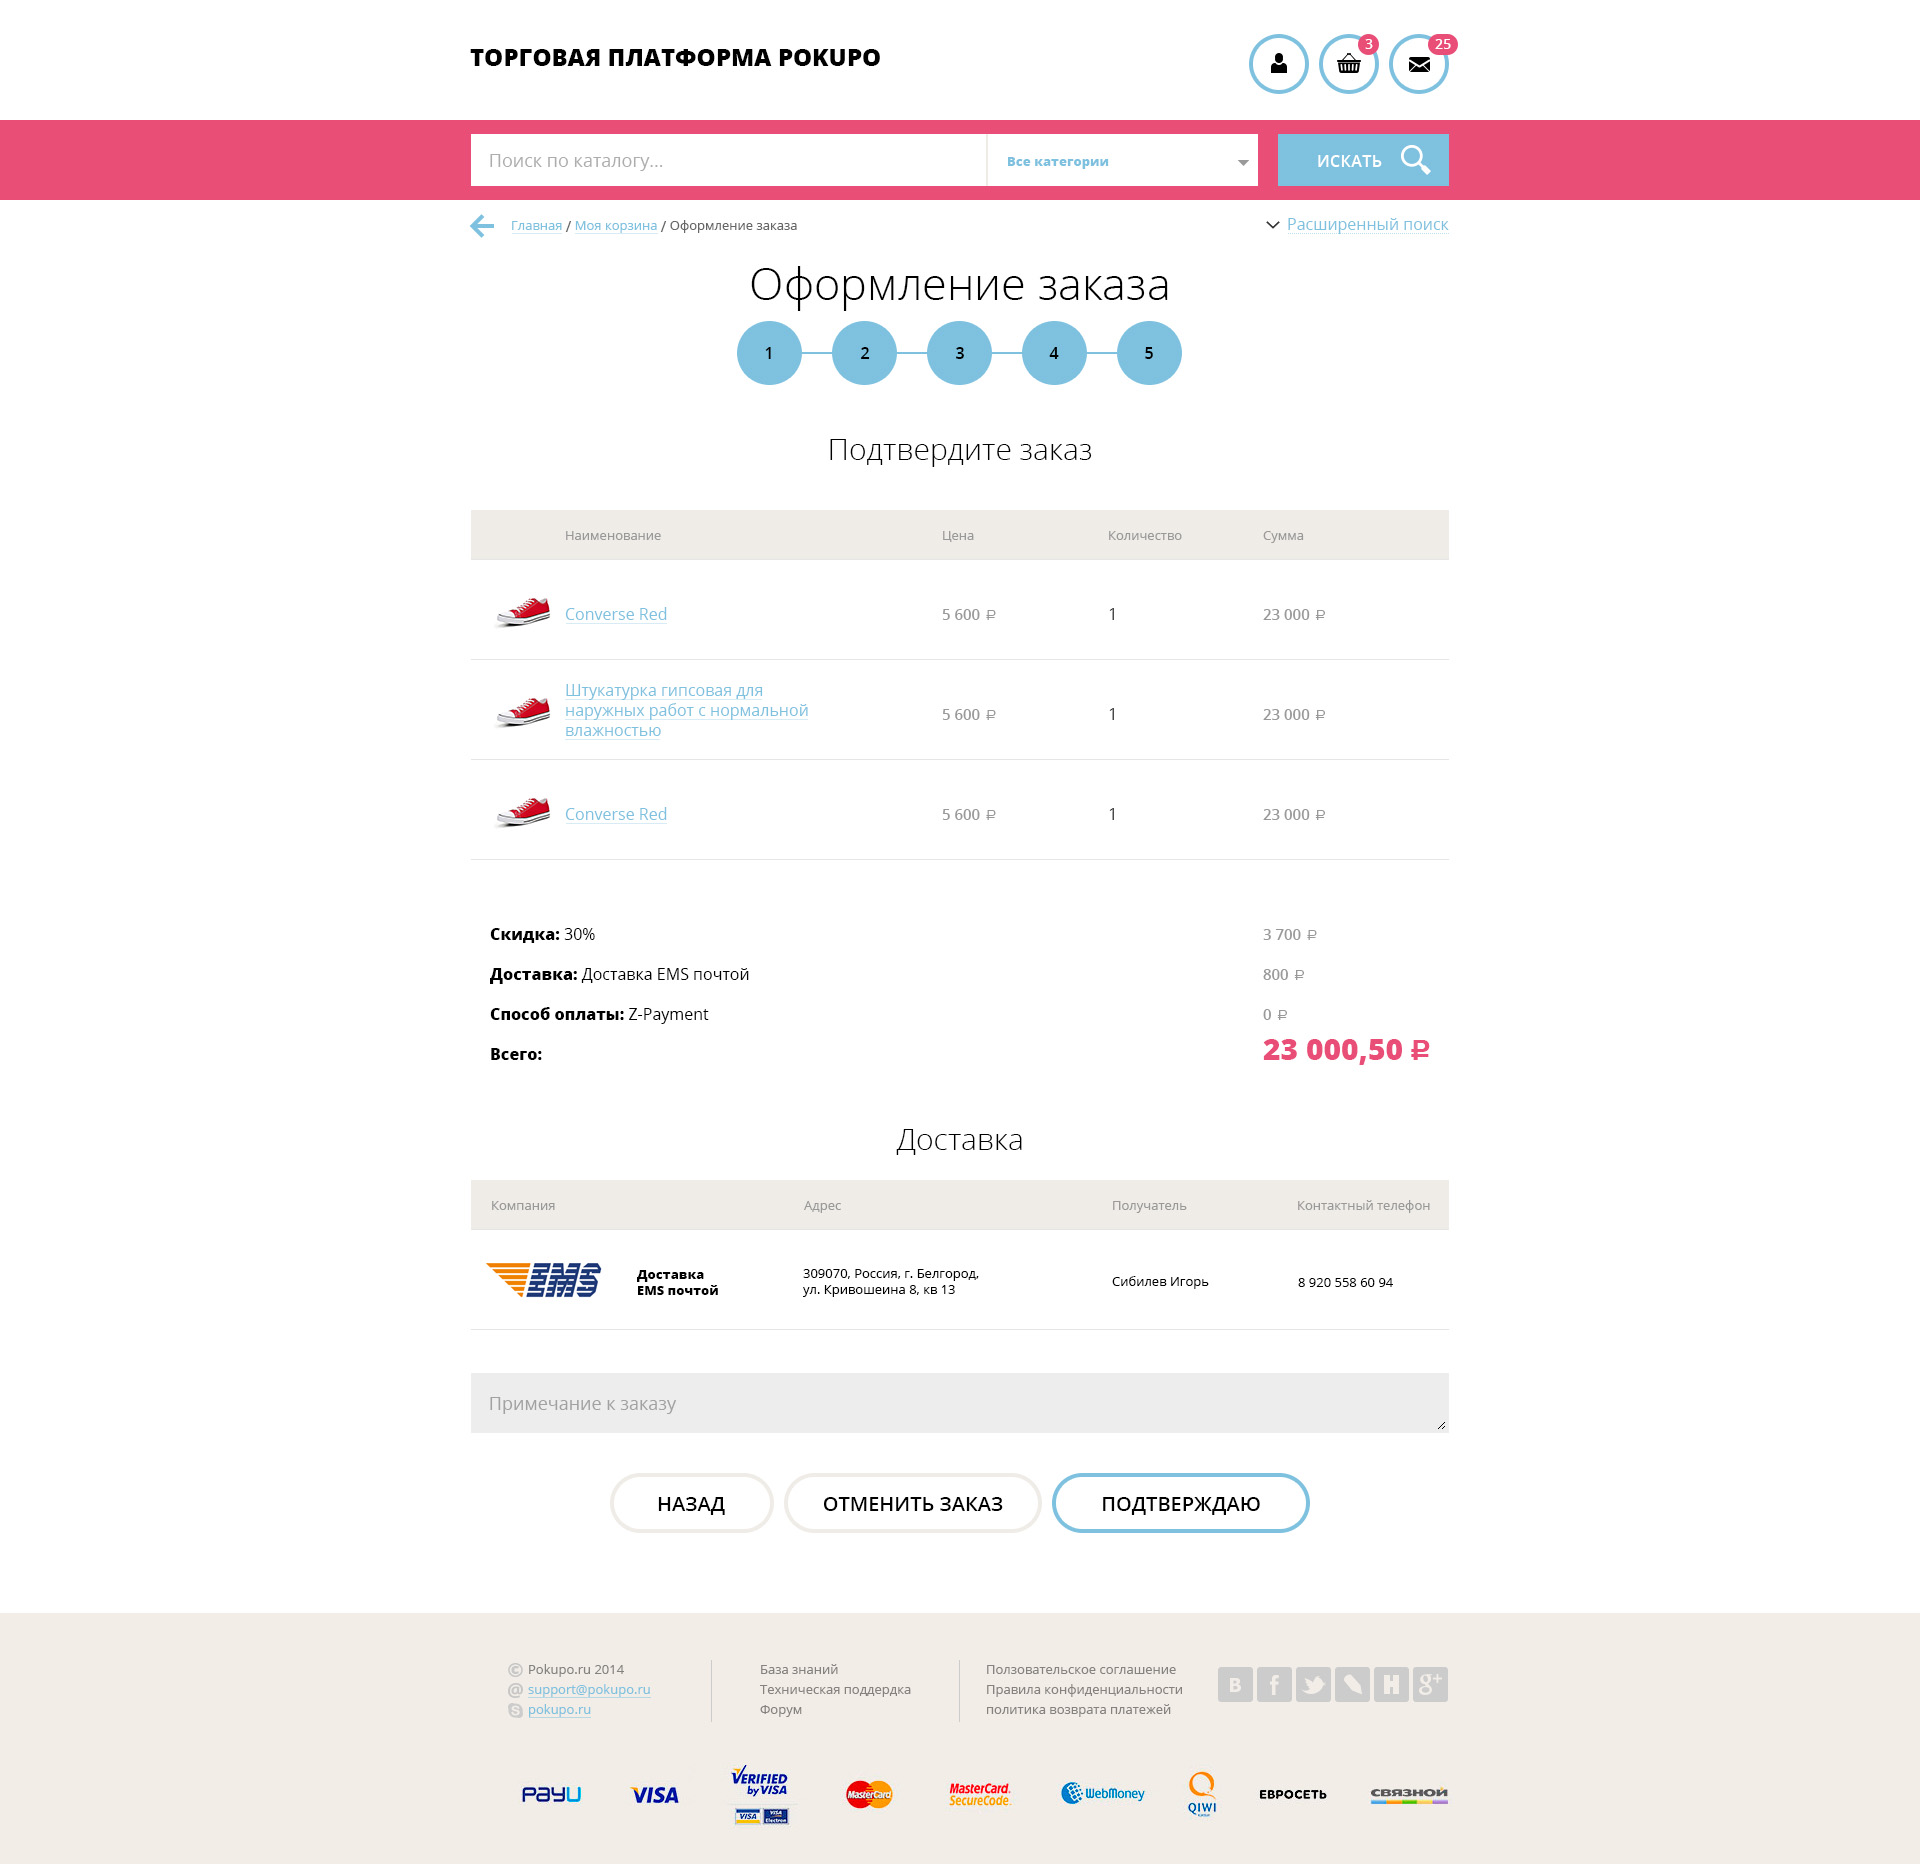 ТОРГОВАЯ ПЛАТФОРМА POKUPO
3
25
Поиск по каталогу...
Все категории
ИСКАТЬ
Главная / Моя корзина / Оформление заказа
Расширенный поиск
Оформление заказа
1 2 3 4 5
Подтвердите заказ
Наименование Цена Количество Сумма
Converse Red 5 600 ₽ 1 23 000 ₽
Штукатурка гипсовая для
наружных работ с нормальной
влажностью
5 600 ₽ 1 23 000 ₽
Converse Red 5 600 ₽ 1 23 000 ₽
Скидка: 30% 3 700 ₽
Доставка: Доставка EMS почтой 800 ₽
Способ оплаты: Z-Payment 0 ₽
Всего: 23 000,50 ₽
Доставка
Компания Адрес Получатель Контактный телефон
EMS
Доставка
EMS почтой
309070, Россия, г. Белгород,
ул. Кривошеина 8, кв 13
Сибилев Игорь
8 920 558 60 94
Примечание к заказу
НАЗАД
ОТМЕНИТЬ ЗАКАЗ
ПОДТВЕРЖДАЮ
© Pokupo.ru 2014
@ support@pokupo.ru
pokupo.ru
База знаний
Техническая поддердка
Форум
Ползовательское соглашение
Правила конфиденциальности
политика возврата платежей
B f H g+
PayU
VISA
VERIFIED
by VISA
VISA
VISA
Electron
MasterCard
MasterCard.
SecureCode.
WebMoney
QIWI
ЕВРОСЕТЬ
СВЯЗНОЙ